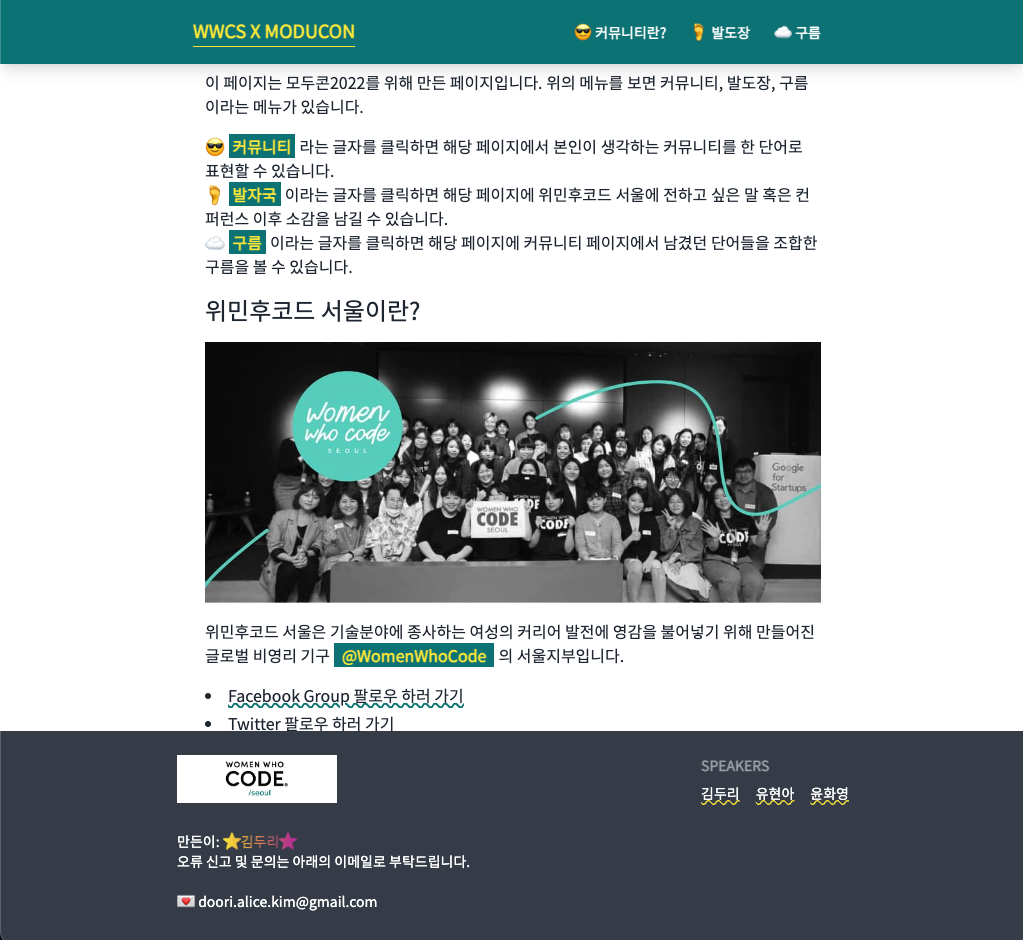 WWCS X MODUCON
😎 커뮤니티란? 🦶 발도장 ☁️ 구름
이 페이지는 모두콘2022를 위해 만든 페이지입니다. 위의 메뉴를 보면 커뮤니티, 발도장, 구름
이라는 메뉴가 있습니다.
😎 커뮤니티 라는 글자를 클릭하면 해당 페이지에서 본인이 생각하는 커뮤니티를 한 단어로
표현할 수 있습니다.
🦶 발자국 이라는 글자를 클릭하면 해당 페이지에 위민후코드 서울에 전하고 싶은 말 혹은 컨
퍼런스 이후 소감을 남길 수 있습니다.
☁️ 구름 이라는 글자를 클릭하면 해당 페이지에 커뮤니티 페이지에서 남겼던 단어들을 조합한
구름을 볼 수 있습니다.
위민후코드 서울이란?
women
who code
SEOUL
Google
for
Startups
WOMEN WHO
CODE
SEOUL
WOMEN WHO
CODE
위민후코드 서울은 기술분야에 종사하는 여성의 커리어 발전에 영감을 불어넣기 위해 만들어진
글로벌 비영리 기구 @WomenWhoCode 의 서울지부입니다.
• Facebook Group 팔로우 하러 가기
• Twitter 팔로우 하러 가기
WOMEN WHO
CODE.
/seoul
SPEAKERS
김두리 유현아 윤화영
만든이: ⭐김두리⭐
오류 신고 및 문의는 아래의 이메일로 부탁드립니다.
💌 doori.alice.kim@gmail.com